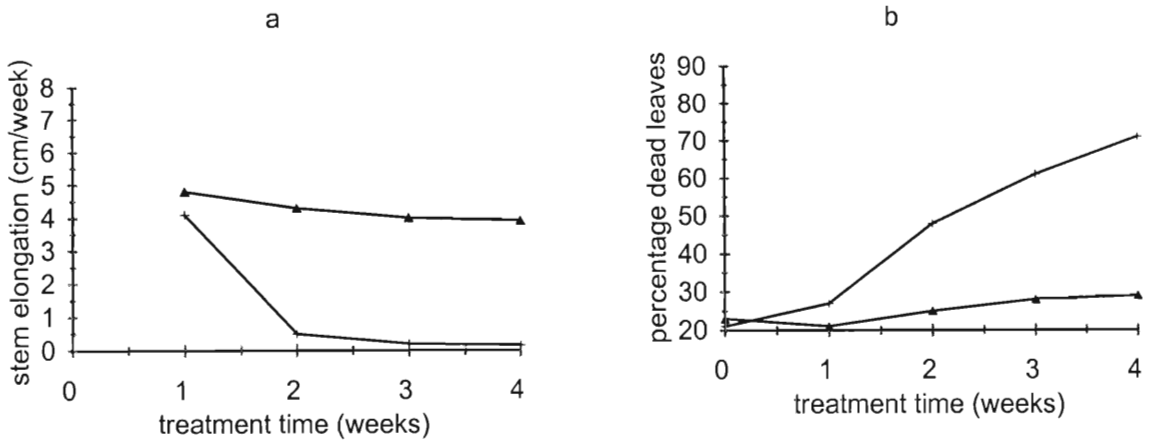 a
stem elongation (cm/week)
8
7
6
5
4
3
2
1
0
0 1 2 3 4
treatment time (weeks)
b
percentage dead leaves
90
80
70
60
50
40
30
20
0 1 2 3 4
treatment time (weeks)